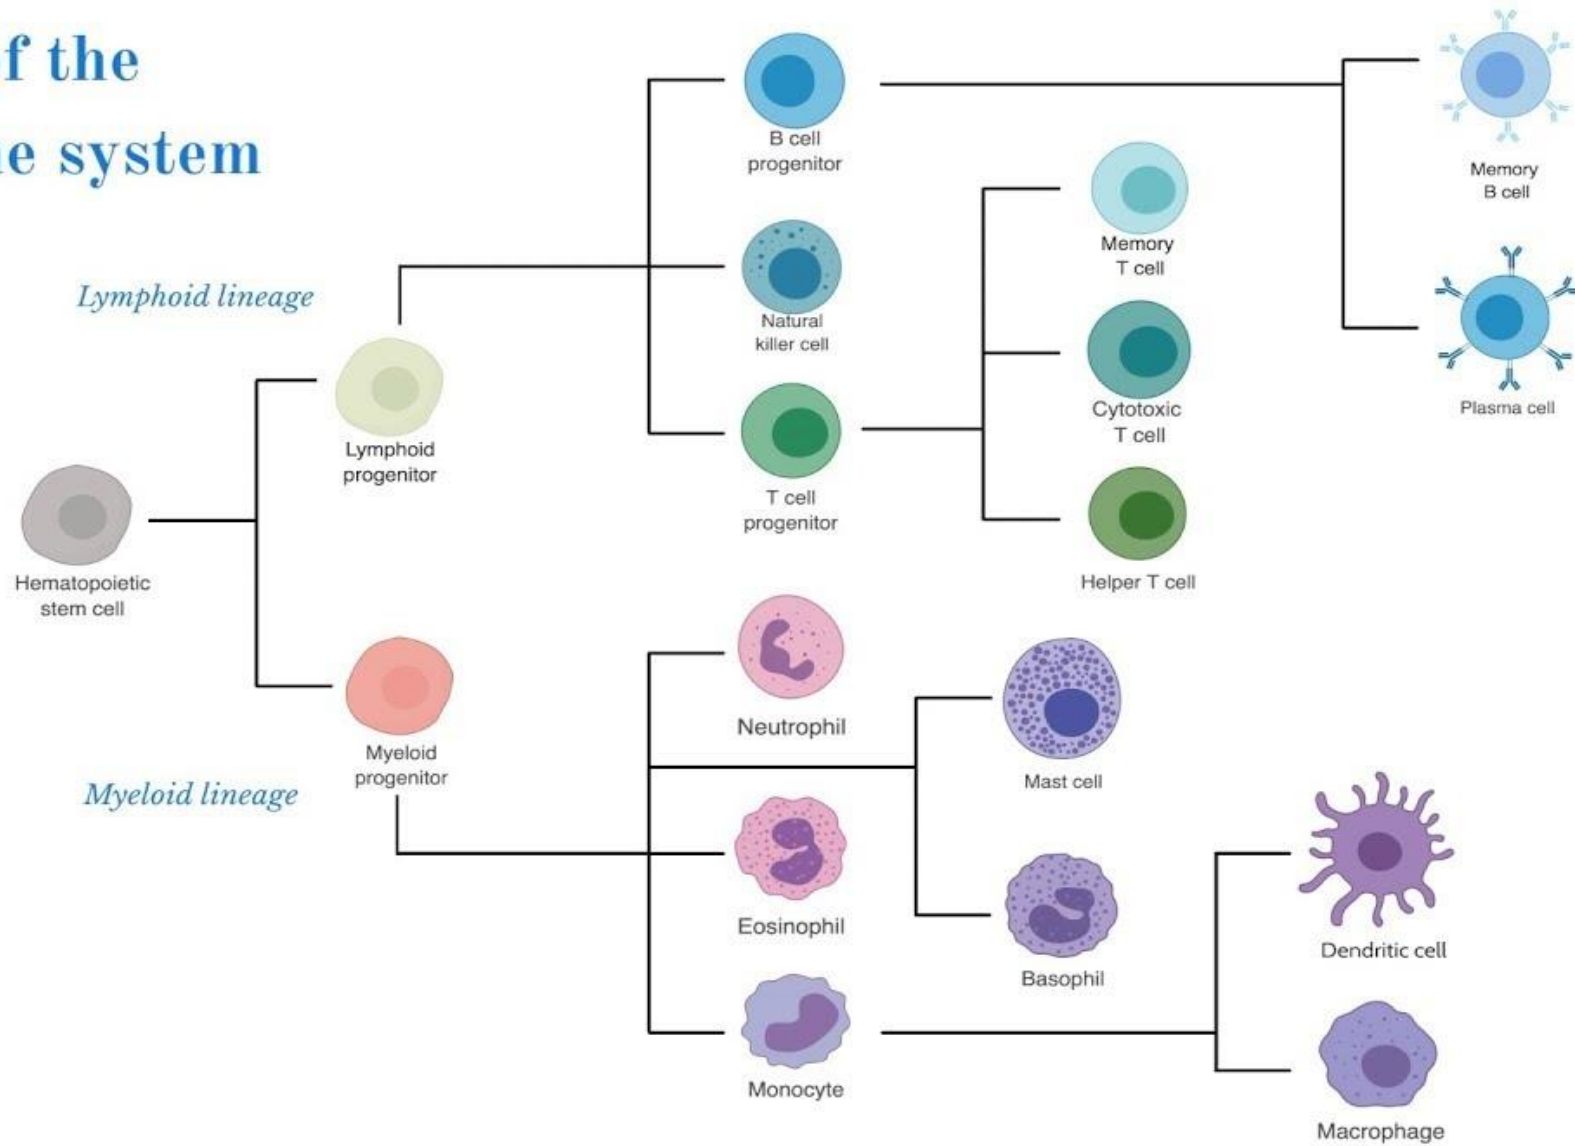 f the
e system
Lymphoid lineage
Hematopoietic
stem cell
Lymphoid
progenitor
Myeloid
progenitor
Myeloid lineage
B cell
progenitor
Natural
killer cell
T cell
progenitor
Memory
T cell
Cytotoxic
T cell
Helper T cell
Memory
B cell
Plasma cell
Neutrophil
Eosinophil
Monocyte
Mast cell
Basophil
Dendritic cell
Macrophage